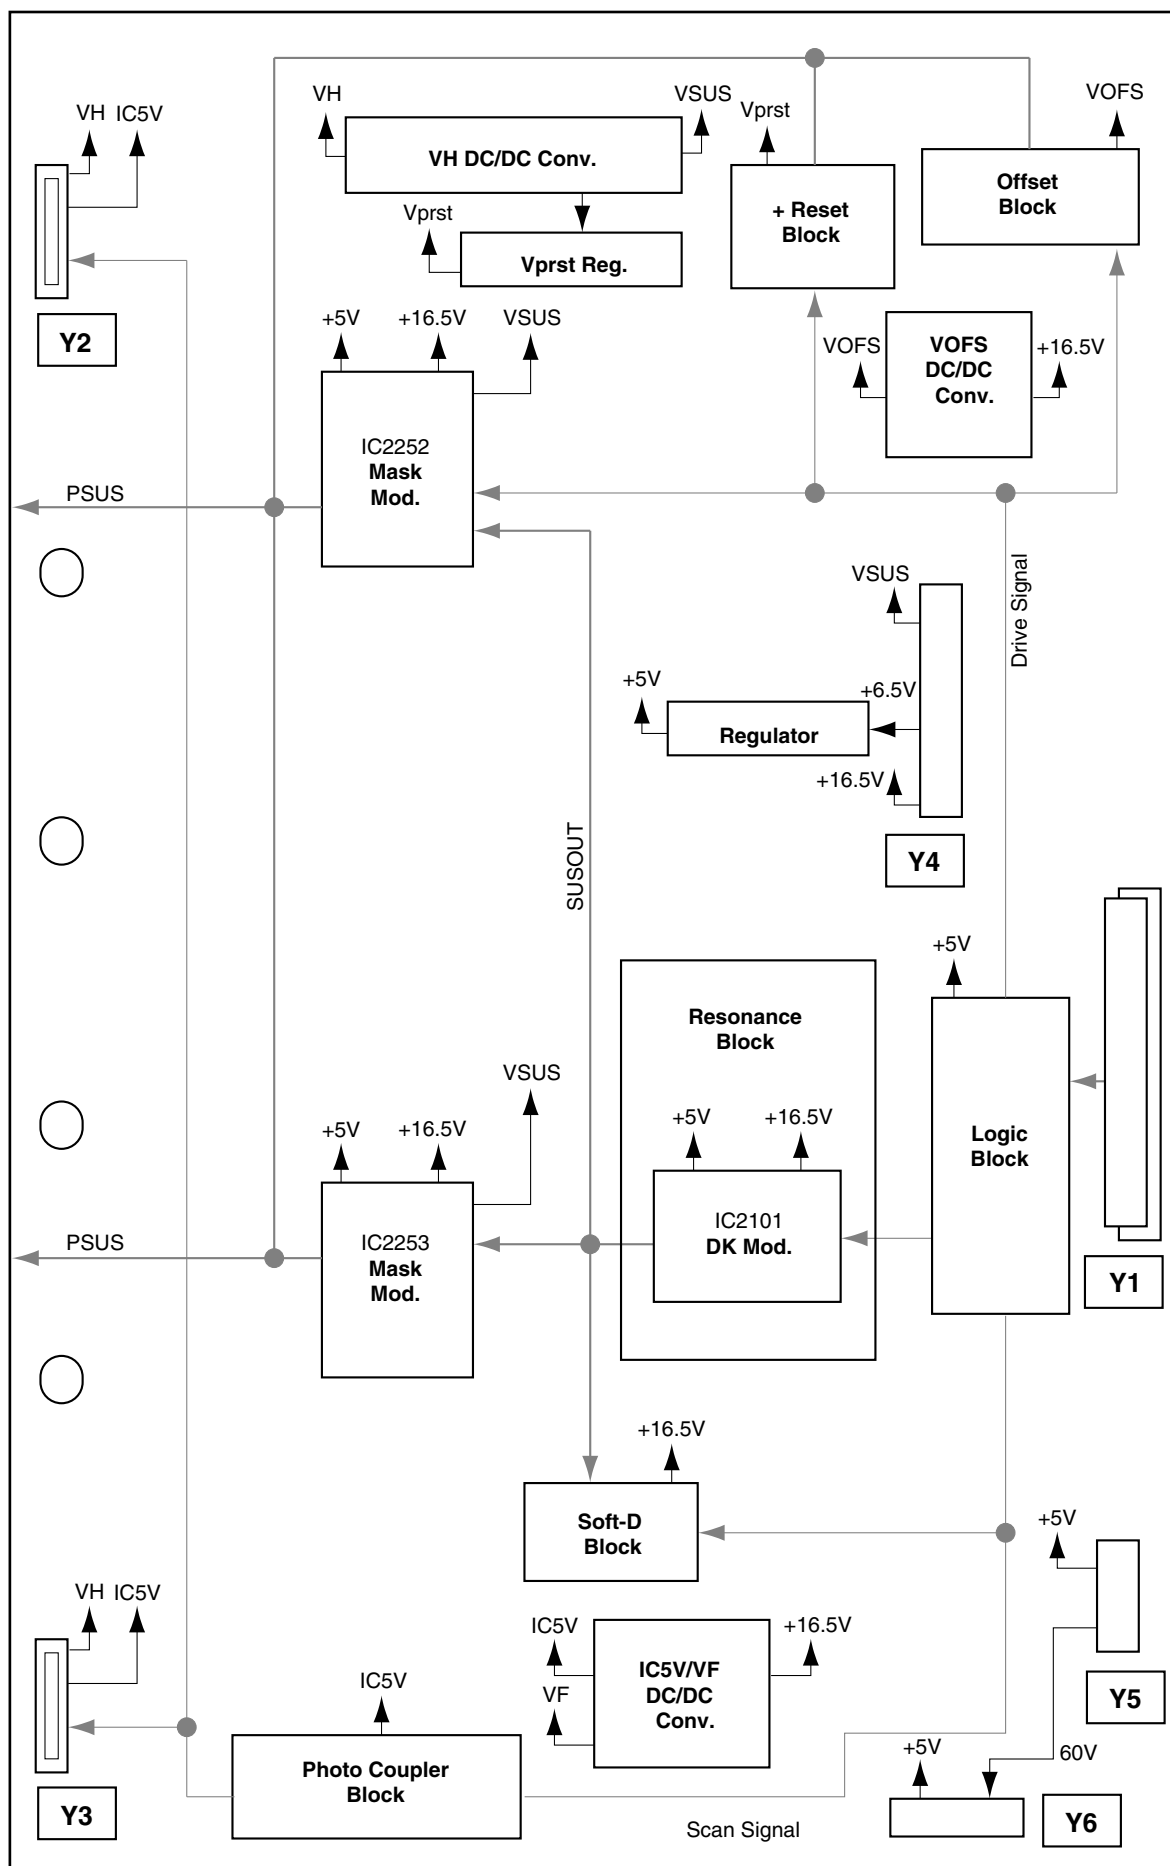 VH
IC5V
VH
VSUS
VH DC/DC Conv.
Vprst
VOFS
+ Reset
Block
Offset
Block
Vprst
Vprst Reg.
Y2
+5V
+16.5V
VSUS
VOFS
VOFS
DC/DC
Conv.
+16.5V
IC2252
Mask
Mod.
PSUS
Drive Signal
VSUS
+5V
+6.5V
Regulator
+16.5V
Y4
SUSOUT
+5V
Resonance
Block
VSUS
+5V
+16.5V
+5V
+16.5V
Logic
Block
IC2101
DK Mod.
PSUS
IC2253
Mask
Mod.
Y1
+16.5V
Soft-D
Block
+5V
VH
IC5V
IC5V
VF
IC5V/VF
DC/DC
Conv.
+16.5V
IC5V
Y5
+5V
60V
Photo Coupler
Block
Y3
Scan Signal
Y6